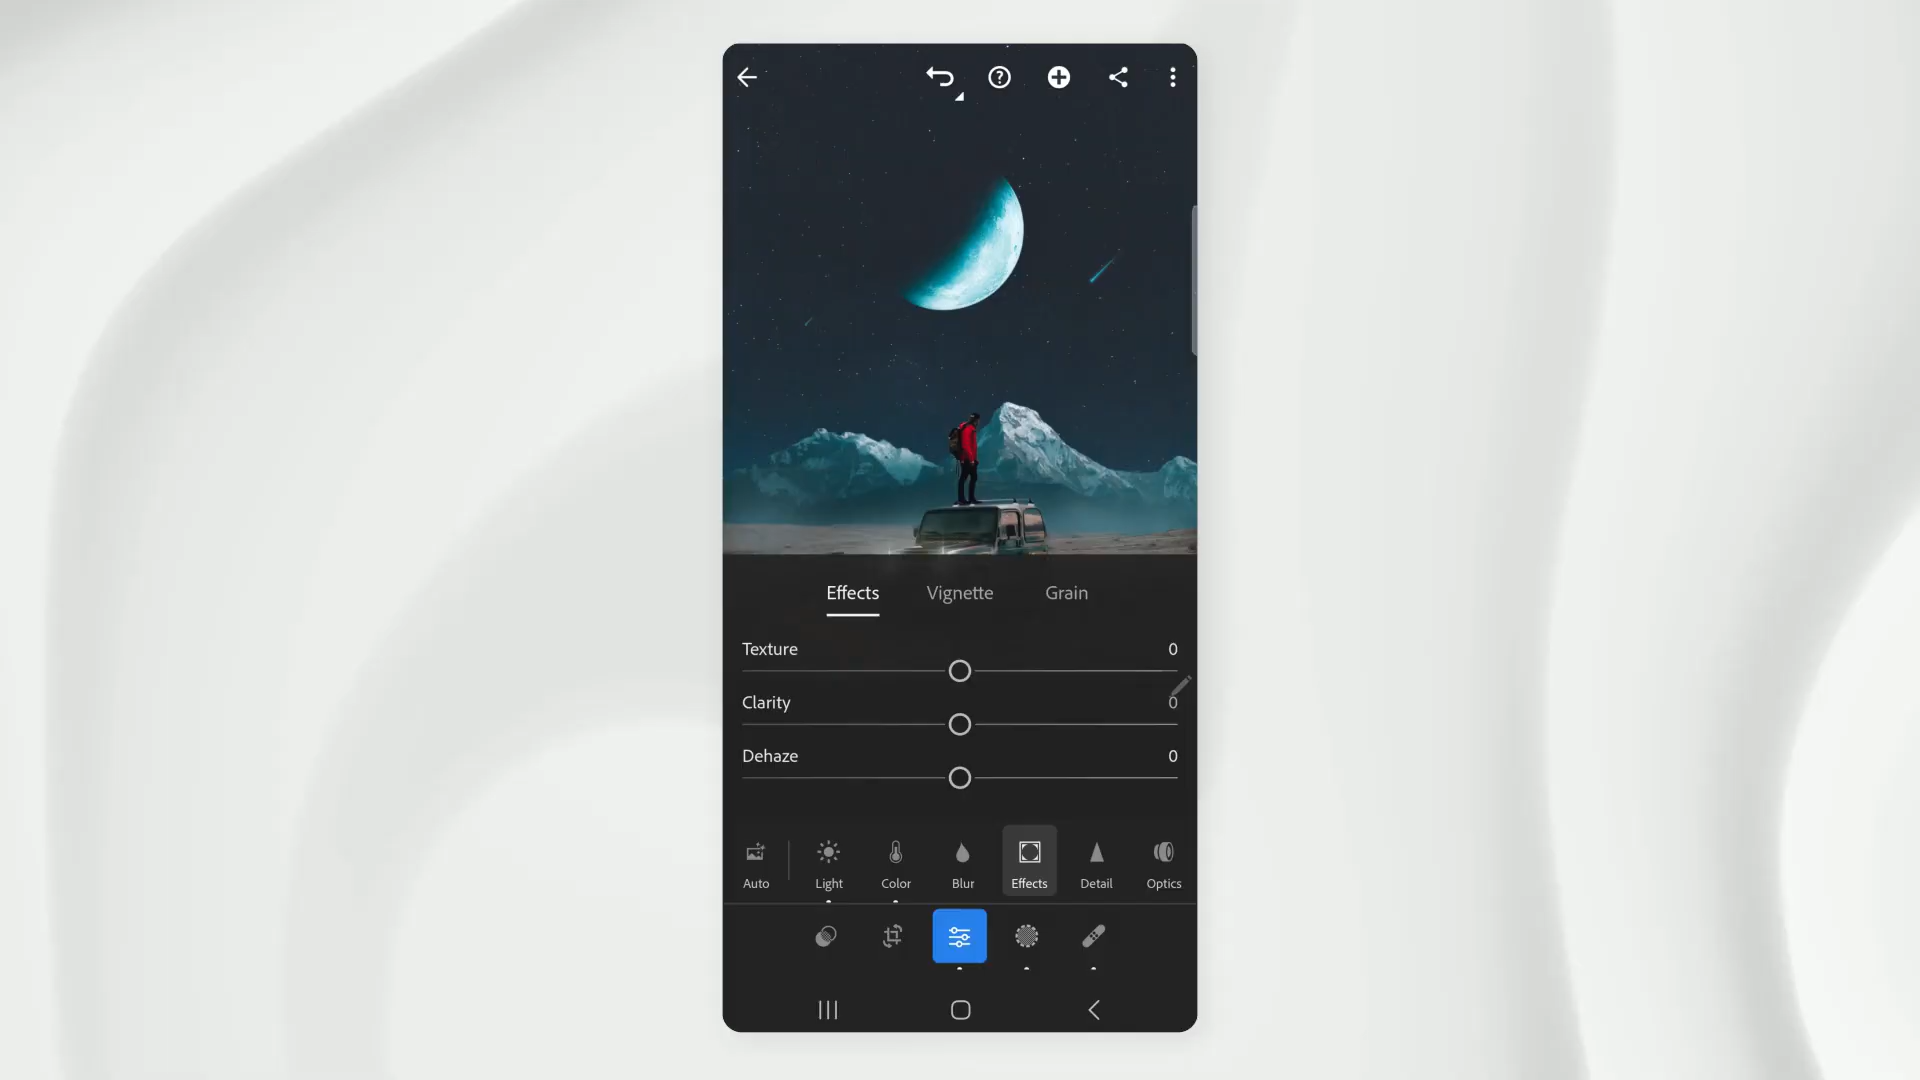 Effects Vignette Grain
Texture 0
Clarity 0
Dehaze 0
Auto Light Color Blur Effects Detail Optics